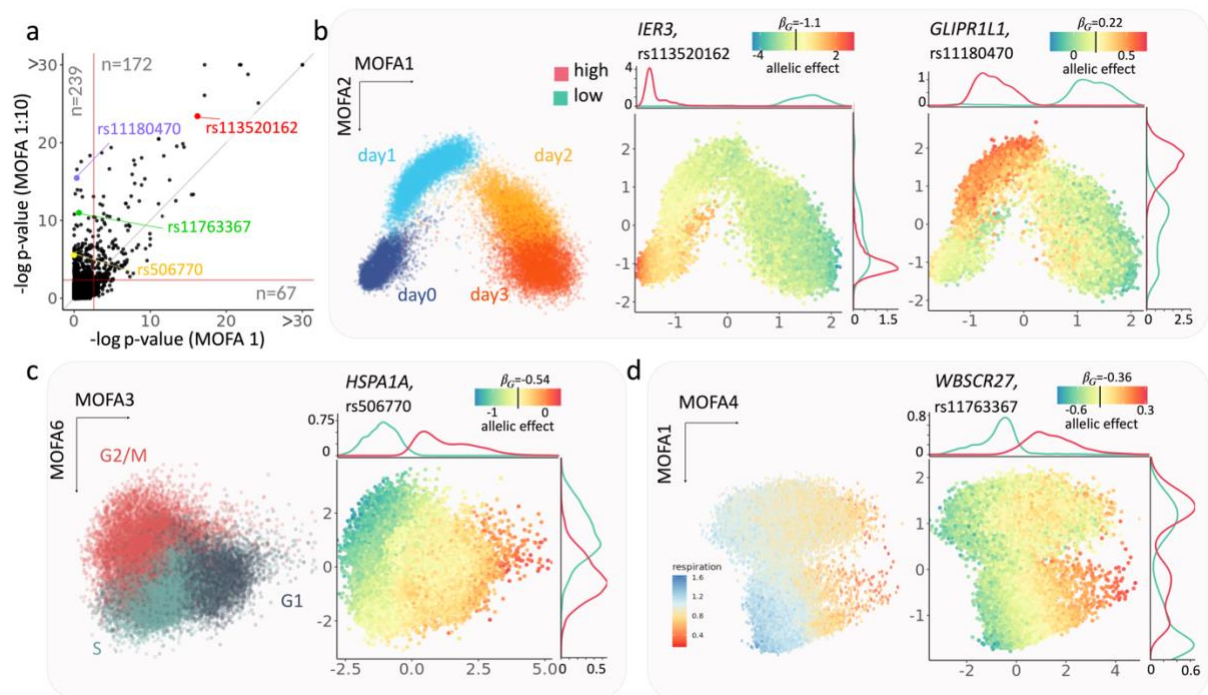 a
>30
20
10
0
-log p-value (MOFA 1:10)
n=239
n=172
rs11180470
rs113520162
rs11763367
rs506770
n=67
0
10
20
>30
-log p-value (MOFA 1)
b
MOFA1
MOFA2
high
low
day1
day2
day0
day3
IER3,
rs113520162
βG=-1.1
-4
2
allelic effect
4
2
0
2
1
0
-1
-2
-1
0
1
2
0
1.5
GLIPR1L1,
rs11180470
βG=0.22
0
0.5
allelic effect
1
0
2
1
0
-1
-2
-1
0
1
2
0
2.5
c
MOFA3
MOFA6
G2/M
G1
S
HSPA1A,
rs506770
βG=-0.54
-1
0
allelic effect
0.75
0
2
0
-2
-2.5
0.0
2.5
5.0
0
0.5
d
MOFA4
MOFA1
respiration
1.6
1.2
0.8
0.4
WBSCR27,
rs11763367
βG=-0.36
-0.6
0.3
allelic effect
0.8
0
2
1
0
-1
-2
0
2
4
0
0.6